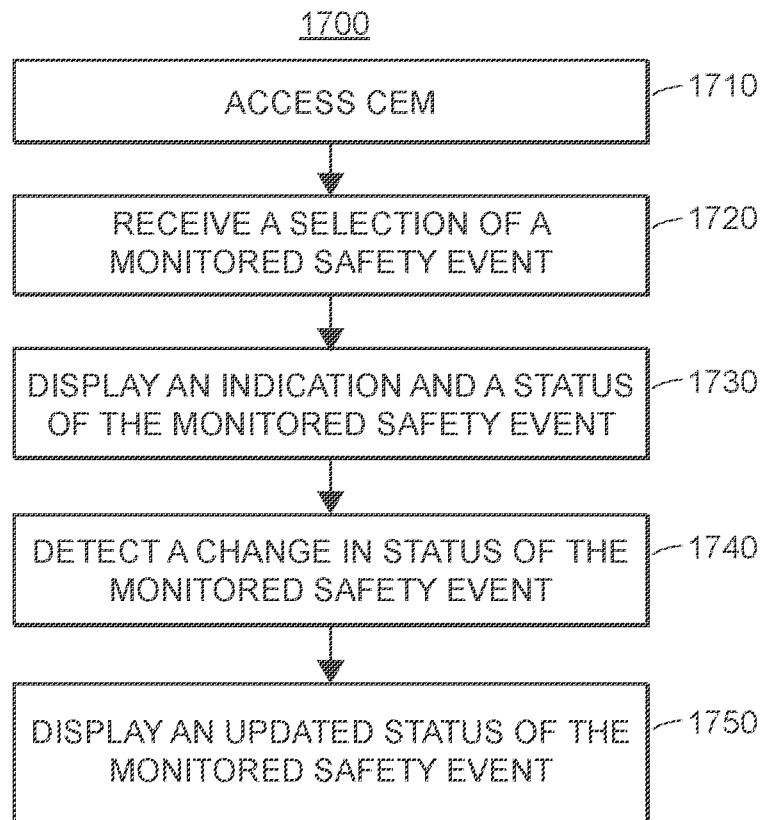 1700
ACCESS CEM
1710
RECEIVE A SELECTION OF A
MONITORED SAFETY EVENT
1720
DISPLAY AN INDICATION AND A STATUS
OF THE MONITORED SAFETY EVENT
1730
DETECT A CHANGE IN STATUS OF THE
MONITORED SAFETY EVENT
1740
DISPLAY AN UPDATED STATUS OF THE
MONITORED SAFETY EVENT
1750